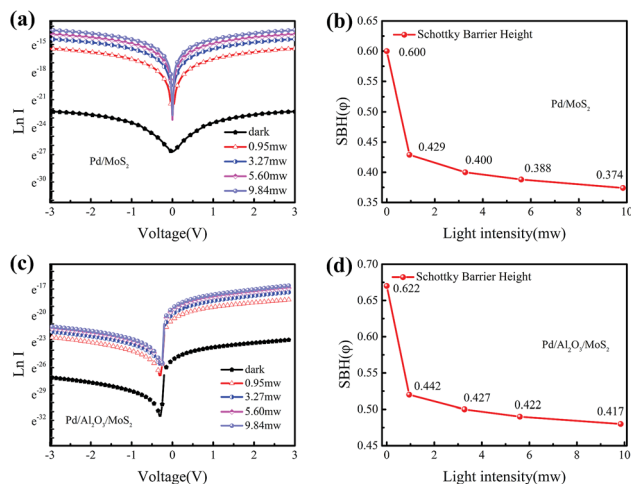 (a)
Ln I
e^-15
e^-18
e^-21
e^-24
e^-27
e^-30
Pd/MoS₂
dark
0.95mw
3.27mw
5.60mw
9.84mw
-3 -2 -1 0 1 2 3
Voltage(V)
(b)
SBH(φ)
0.65
0.60
0.55
0.50
0.45
0.40
0.35
Schottky Barrier Height
0.600
Pd/MoS₂
0.429
0.400
0.388
0.374
0 2 4 6 8 10
Light intensity(mw)
(c)
Ln I
e^-17
e^-20
e^-23
e^-26
e^-29
e^-32
Pd/Al₂O₃/MoS₂
dark
0.95mw
3.27mw
5.60mw
9.84mw
-3 -2 -1 0 1 2 3
Voltage(V)
(d)
SBH(φ)
0.70
0.65
0.60
0.55
0.50
0.45
Schottky Barrier Height
0.622
Pd/Al₂O₃/MoS₂
0.442
0.427
0.422
0.417
0 2 4 6 8 10
Light intensity(mw)